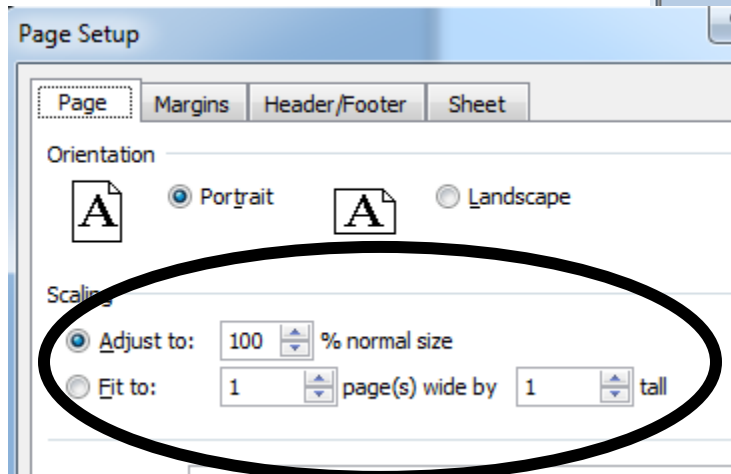 Page Setup
Page Margins Header/Footer Sheet
Orientation
A Portrait A Landscape
Scaling
Adjust to: 100 % normal size
Fit to: 1 page(s) wide by 1 tall